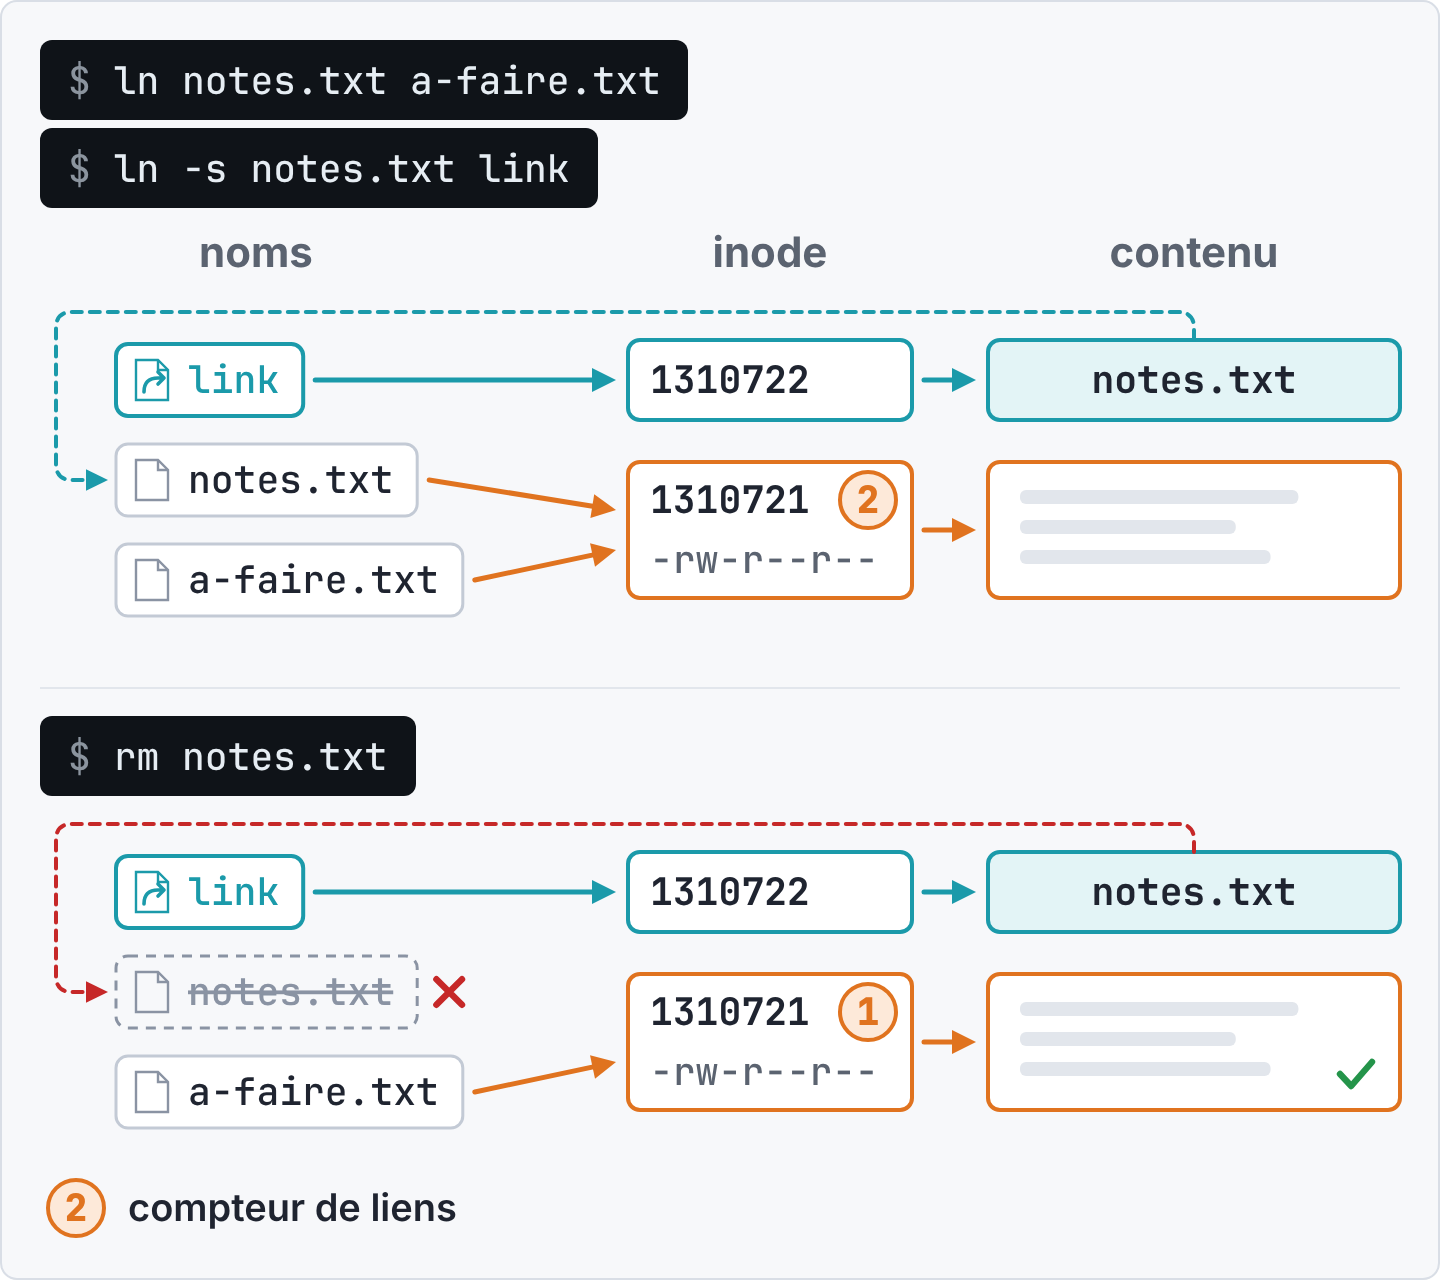 $ ln notes.txt a-faire.txt
$ ln -s notes.txt link
noms inode contenu
link 1310722 notes.txt
notes.txt 1310721 2
-rw-r--r--
a-faire.txt
$ rm notes.txt
link 1310722 notes.txt
notes.txt 1310721 1
-rw-r--r--
a-faire.txt
2 compteur de liens